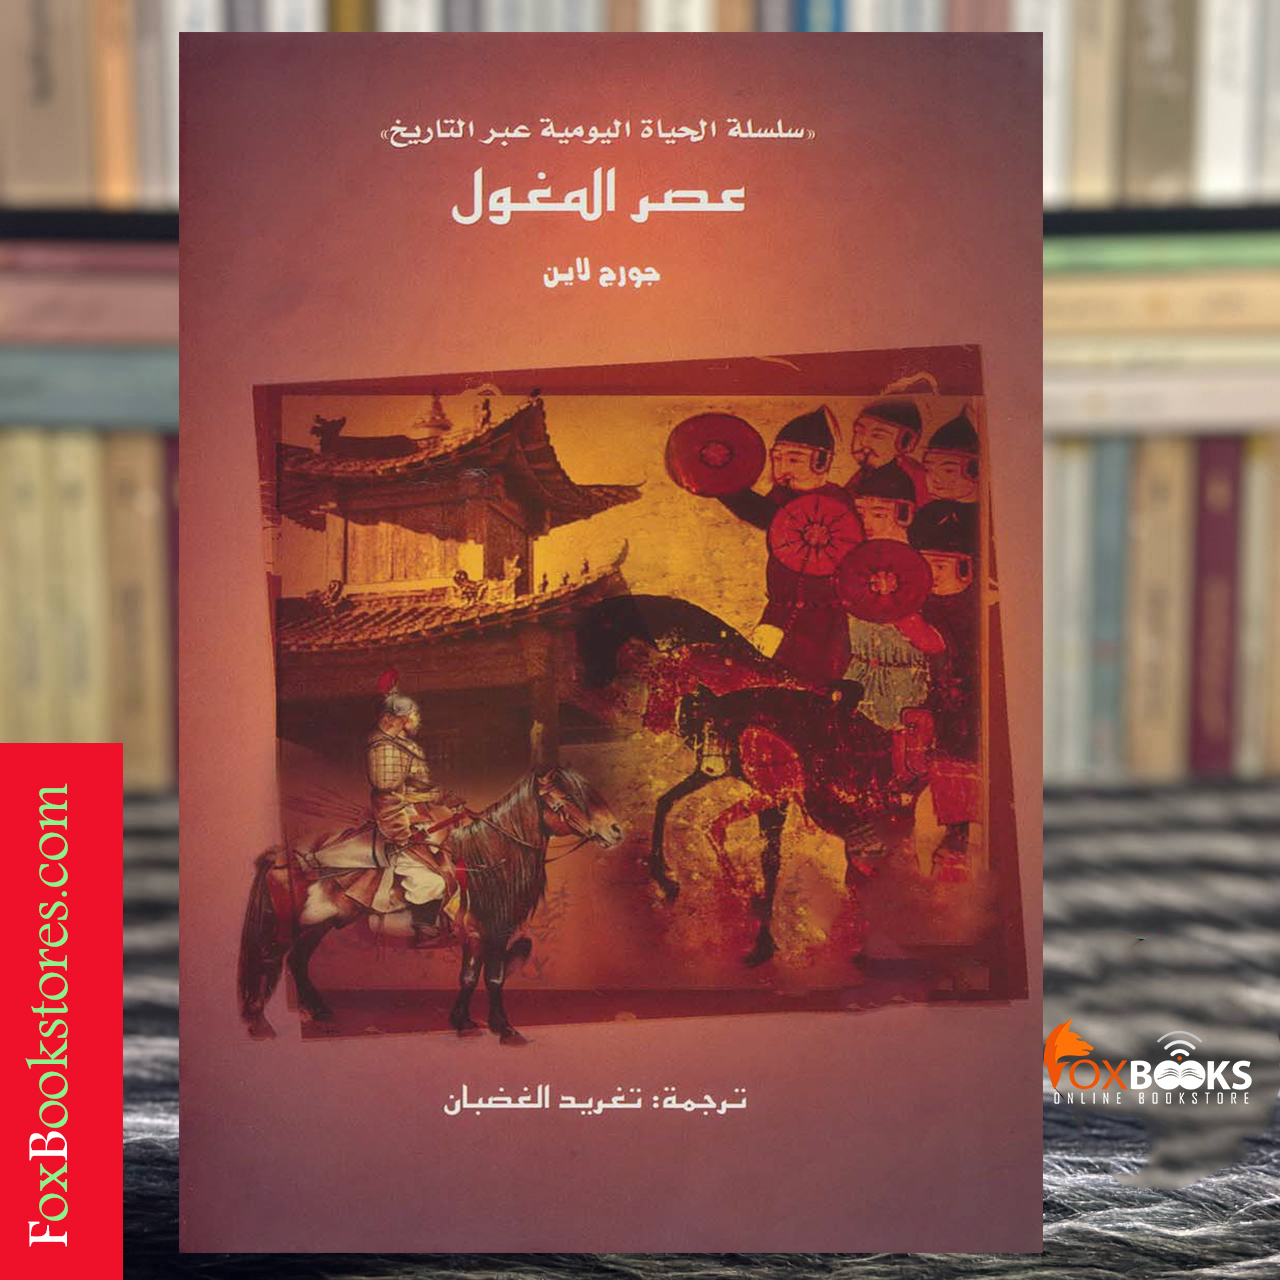 «سلسلة الحياة اليومية عبر التاريخ»
عصر المغول
جورج لاين
ترجمة: تغريد الغضبان
FoxBookstores.com
FOXBOOKS
ONLINE BOOKSTORE